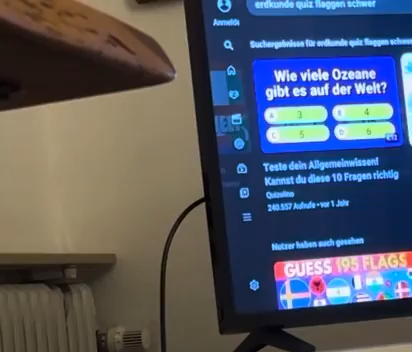 erdkunde quiz flaggen schwer
Anmelde
Suchergebnisse für erdkunde quiz flaggen schwer
Wie viele Ozeane
gibt es auf der Welt?
A 3
B 4
C 5
D 6
Teste dein Allgemeinwissen!
Kannst du diese 10 Fragen richtig
Quizolino
240.557 Aufrufe • vor 1 Jahr
Nutzer haben auch gesehen
GUESS 195 FLAGS